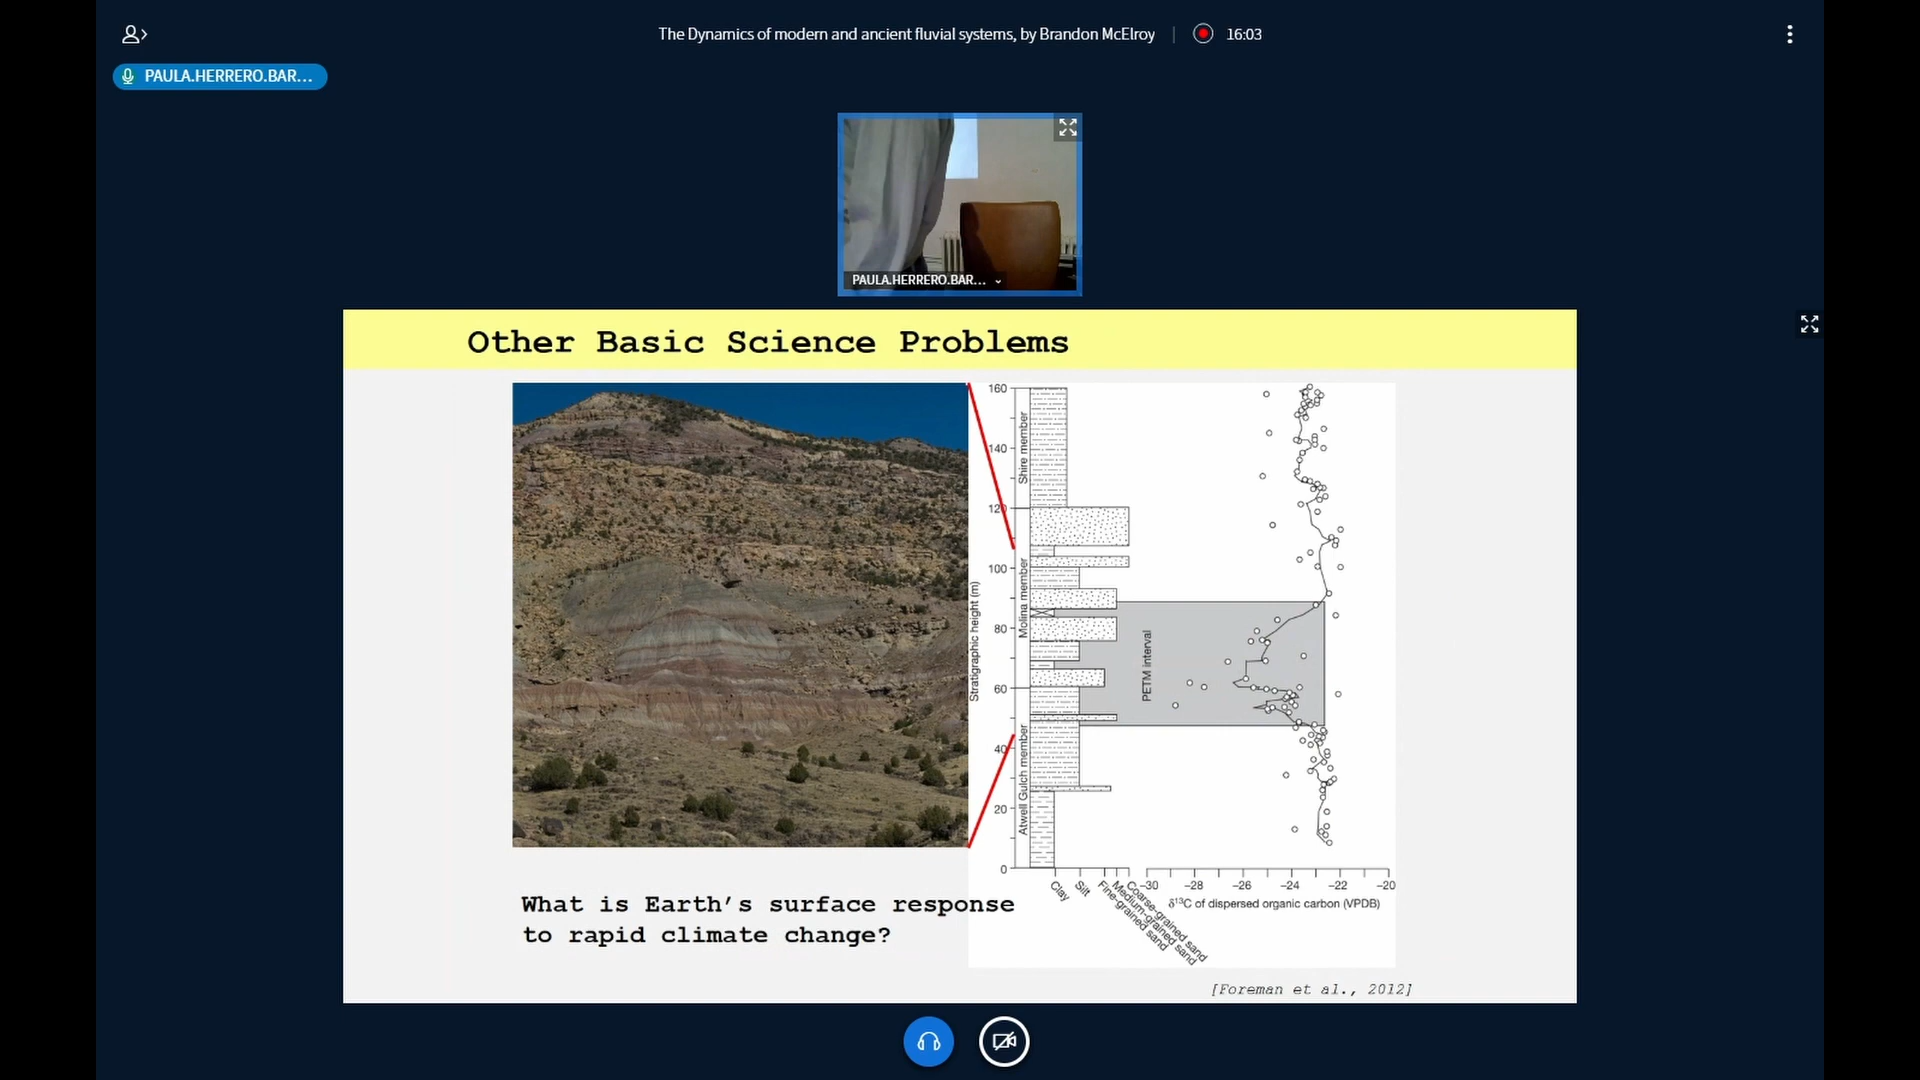 The Dynamics of modern and ancient fluvial systems, by Brandon McElroy
16:03
PAULA.HERRERO.BAR...
PAULA.HERRERO.BAR...
Other Basic Science Problems
Stratigraphic height (m)
160
140
120
100
80
60
40
20
0
Shire member
Molina member
Atwell Gulch member
PETM interval
Clay
Silt
Fine-grained sand
Medium-grained sand
Coarse-grained sand
−30 −28 −26 −24 −22 −20
δ13C of dispersed organic carbon (VPDB)
What is Earth's surface response
to rapid climate change?
[Foreman et al., 2012]